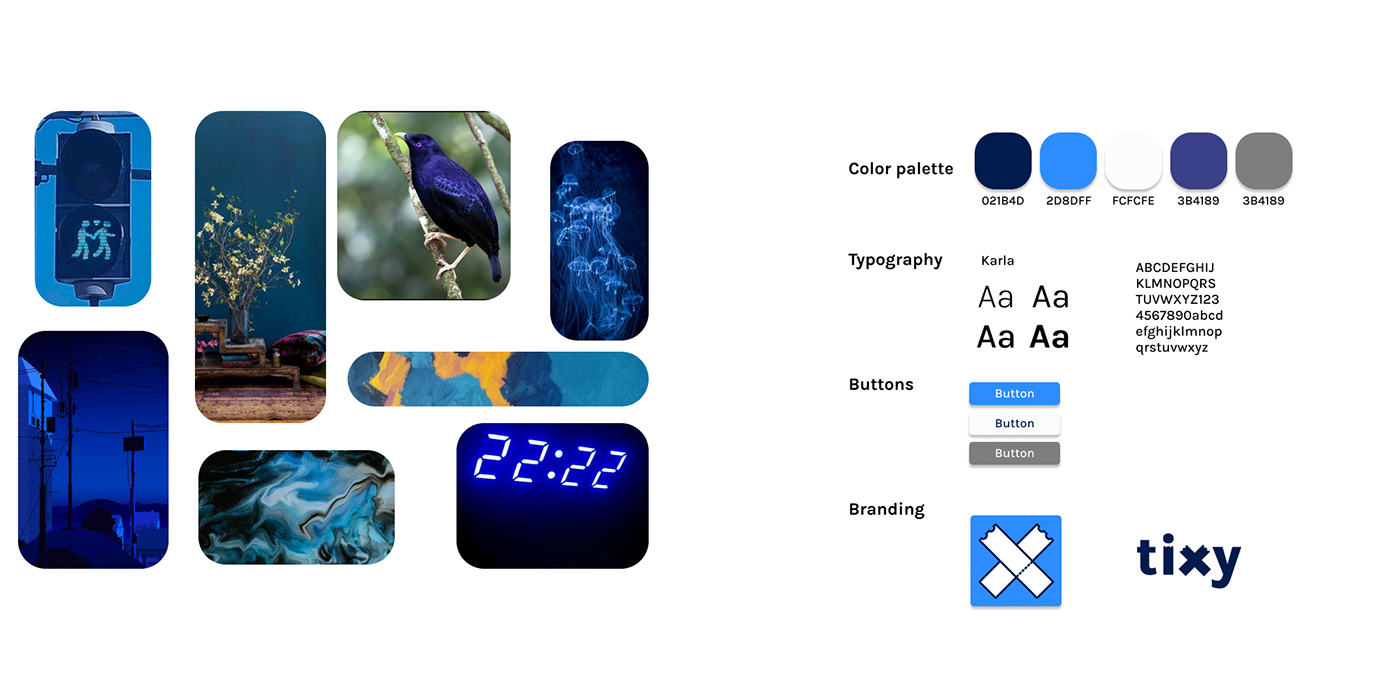 22:22
Color palette
021B4D 2D8DFF FCFCFE 3B4189 3B4189
Typography
Karla
Aa Aa
Aa Aa
ABCDEFGHIJ
KLMNOPQRS
TUVWXYZ123
4567890abcd
efghijklmnop
qrstuvwxyz
Buttons
Button
Button
Button
Branding
tixy